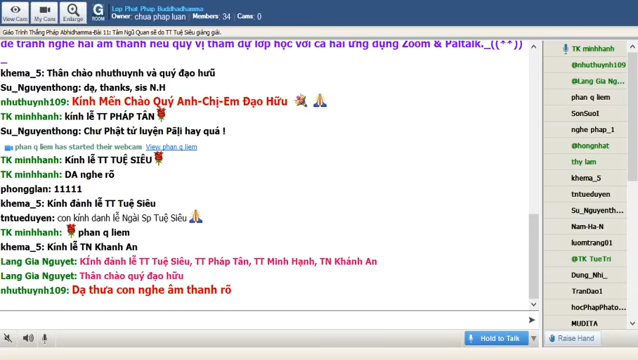 View Cam
My Cam
Enlarge
G
ROOM
Lop Phat Phap Buddhadhamma
Owner: chua phap luan / Members: 34 / Cams: 0
Giáo Trình Thắng Pháp Abhidhamma-Bài 11: Tâm Ngũ Quan sẽ do TT Tuệ Siêu giảng giải.
để tránh nghe hai âm thanh nếu quý vị tham dự lớp học với cả hai ứng dụng Zoom & Paltalk._((**))
_
khema_5: Thân chào nhuthuynh và quý đạo hưũ
Su_Nguyenthong: dạ, thanks, sis N.H
nhuthuynh109: Kính Mến Chào Quý Anh-Chị-Em Đạo Hữu
TK minhhanh: kính lễ TT PHÁP TÂN
Su_Nguyenthong: Chư Phật tử luyện Pāḷi hay quá !
phan q liem has started their webcam View phan q liem
TK minhhanh: Kính lễ TT TUỆ SIÊU
TK minhhanh: DA nghe rõ
phongglan: 11111
khema_5: Kính đảnh lễ TT Tuệ Siêu
tntueduyen: con kính danh lễ Ngài Sp Tuệ Siêu
TK minhhanh: phan q liem
khema_5: Kính lễ TN Khanh An
Lang Gia Nguyet: KÍnh đảnh lễ TT Tuệ Siêu, TT Pháp Tân, TT Minh Hạnh, TN Khánh An
Lang Gia Nguyet: Thân chào quý đạo hữu
nhuthuynh109: Dạ thưa con nghe âm thanh rõ
Hold to Talk
TK minhhanh
@nhuthuynh109
@Lang Gia Ng...
phan q liem
SonSuoI
nghe phap_1
@hongnhat
thy lam
khema_5
tntueduyen
Su_Nguyenth...
Nam-Ha-N
luomtrang01
@TK TueTri
Dung_Nhi_
TranDao1
hocPhapPhato...
MUDITA
Raise Hand